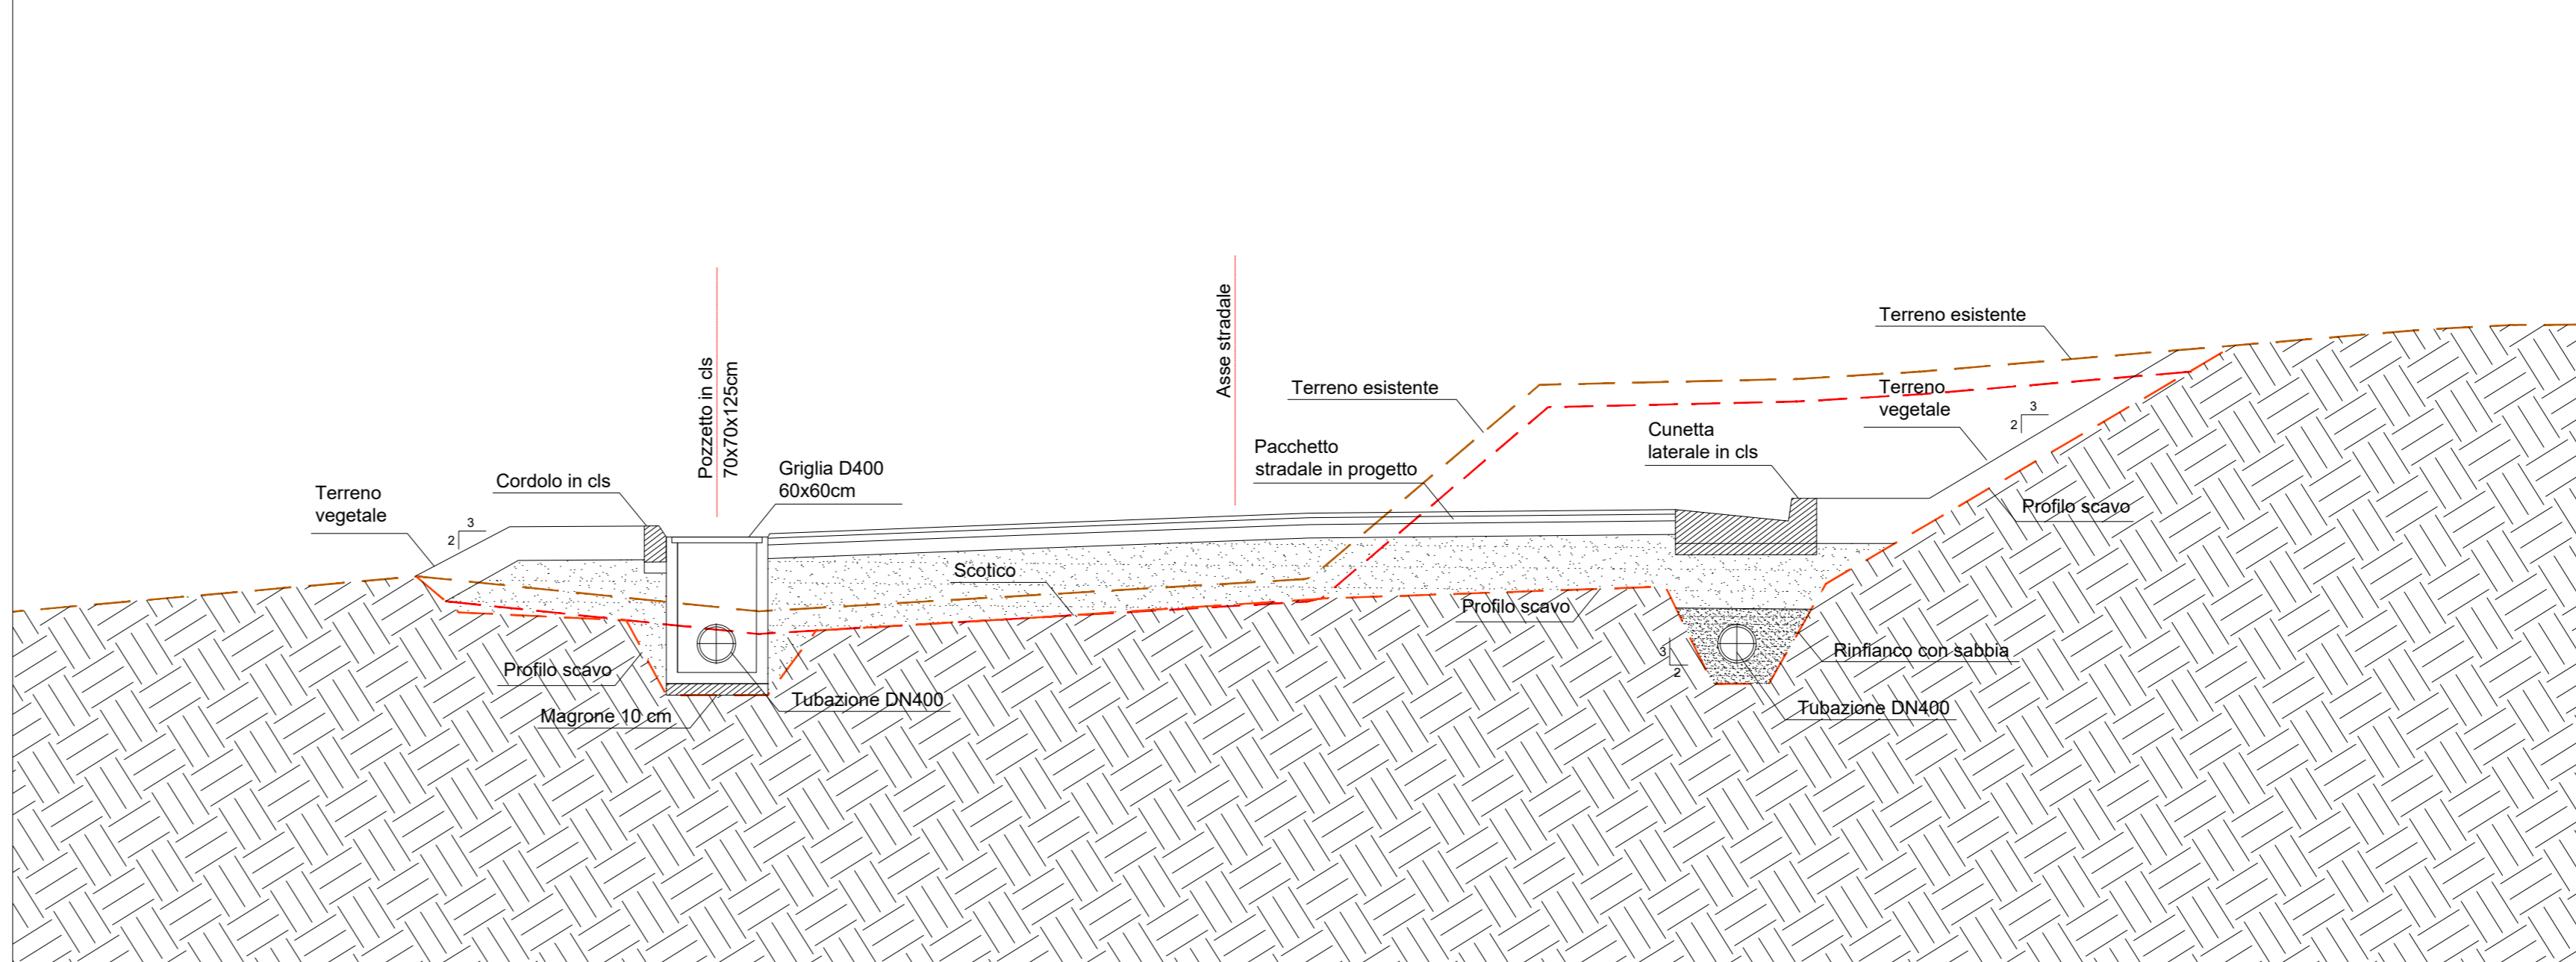 Terreno esistente
Asse stradale
Pozzetto in cls
70x70x125cm
Terreno esistente
Terreno
vegetale
3
2
Cunetta
laterale in cls
Pacchetto
stradale in progetto
Griglia D400
60x60cm
Cordolo in cls
Terreno
vegetale
3
2
Profilo scavo
Scotico
Profilo scavo
3
2
Rinfianco con sabbia
Profilo scavo
Tubazione DN400
Magrone 10 cm
Tubazione DN400